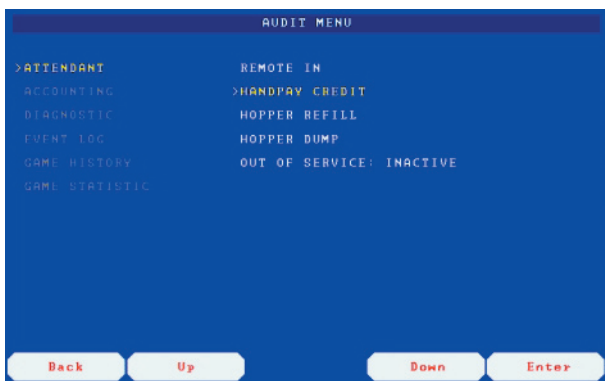 AUDIT MENU
>ATTENDANT
ACCOUNTING
DIAGNOSTIC
EVENT LOG
GAME HISTORY
GAME STATISTIC
REMOTE IN
>HANDPAY CREDIT
HOPPER REFILL
HOPPER DUMP
OUT OF SERVICE: INACTIVE
Back Up Down Enter